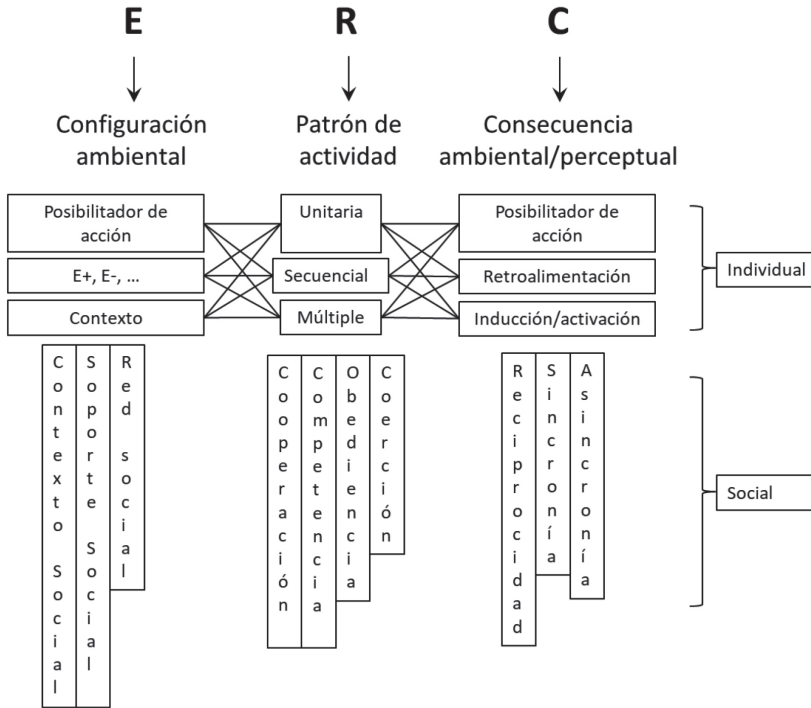 E R C
Configuración
ambiental
Patrón de
actividad
Consecuencia
ambiental/perceptual
Posibilitador de
acción
Unitaria
Posibilitador de
acción
E+, E-, ...
Secuencial
Retroalimentación
Contexto
Múltiple
Inducción/activación
Individual
Contexto Social
Soporte Social
Red social
Cooperación
Competencia
Obediencia
Coerción
Reciprocidad
Sincronía
Asincronía
Social